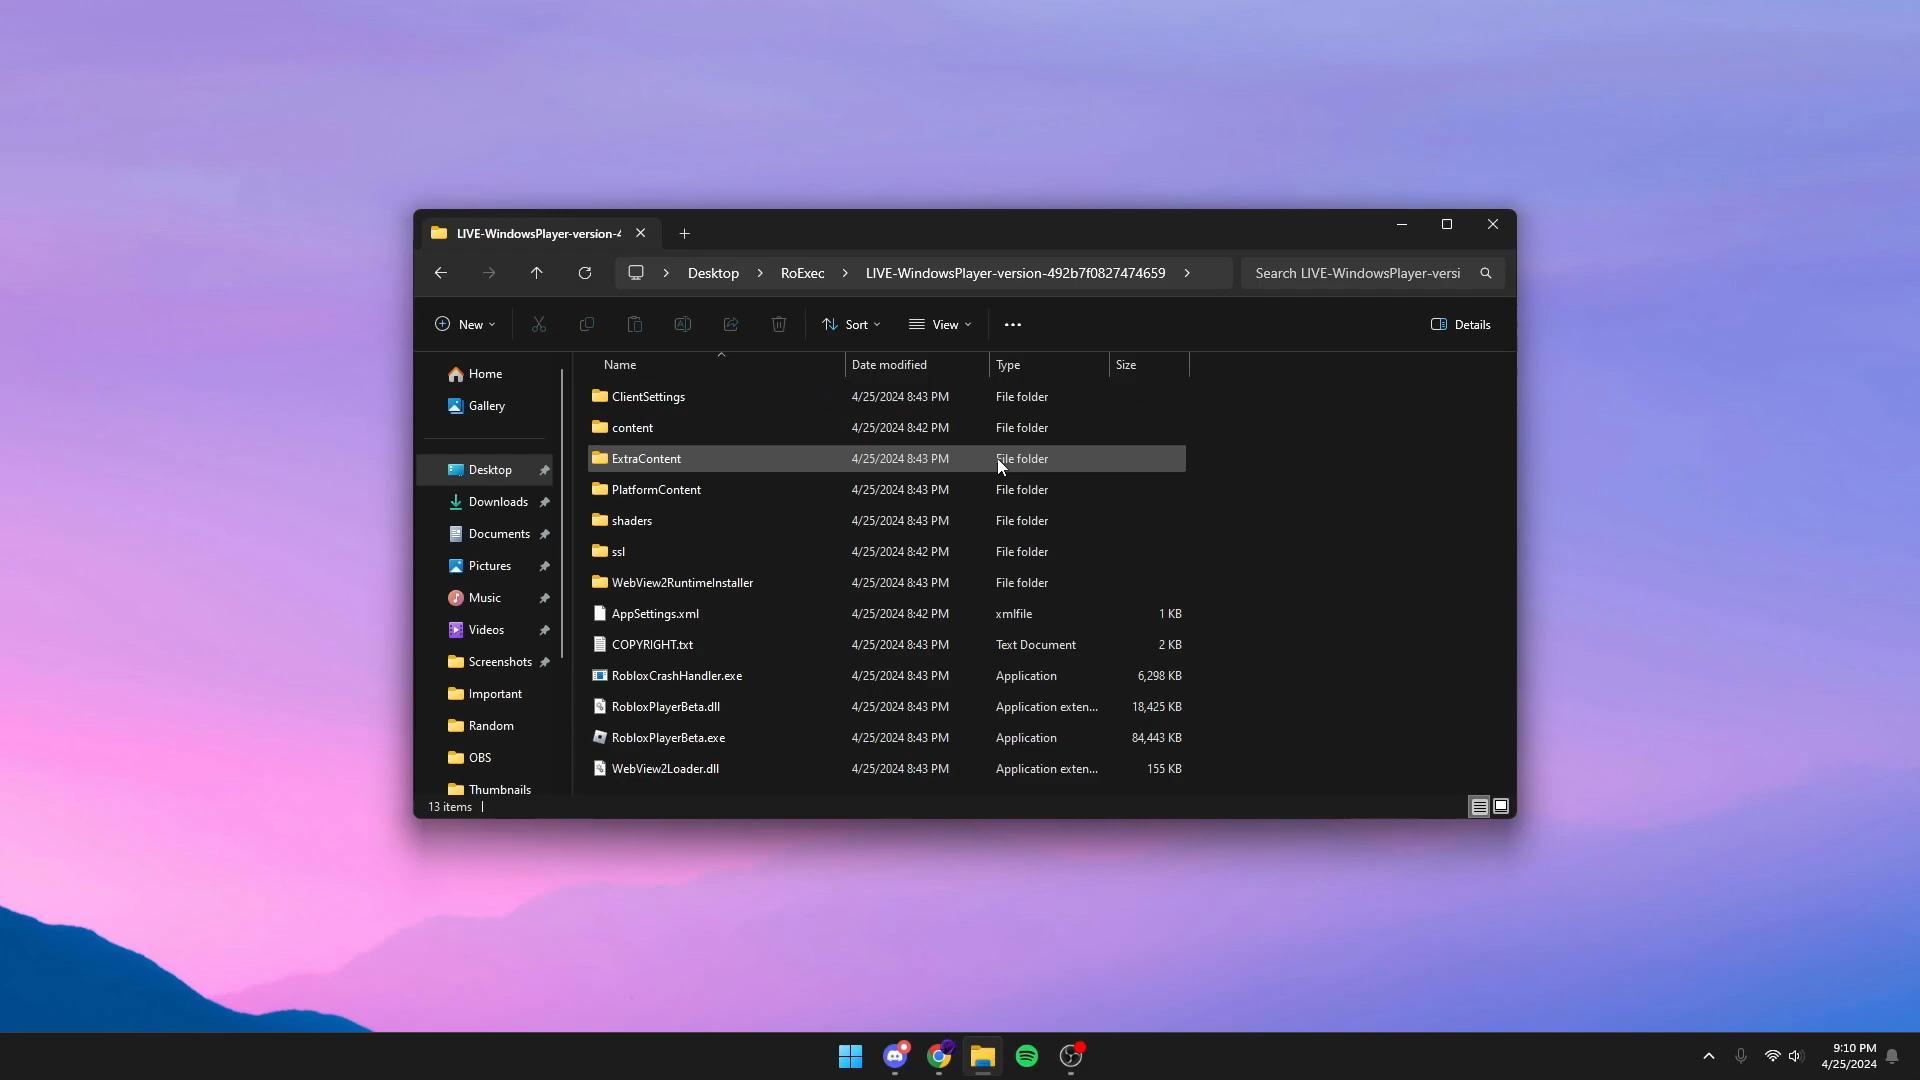 LIVE-WindowsPlayer-version-4
Desktop > RoExec > LIVE-WindowsPlayer-version-492b7f0827474659 >
Search LIVE-WindowsPlayer-versi
New
Sort
View
Details
Home
Gallery
Desktop
Downloads
Documents
Pictures
Music
Videos
Screenshots
Important
Random
OBS
Thumbnails
Name Date modified Type Size
ClientSettings 4/25/2024 8:43 PM File folder
content 4/25/2024 8:42 PM File folder
ExtraContent 4/25/2024 8:43 PM File folder
PlatformContent 4/25/2024 8:43 PM File folder
shaders 4/25/2024 8:43 PM File folder
ssl 4/25/2024 8:42 PM File folder
WebView2RuntimeInstaller 4/25/2024 8:43 PM File folder
AppSettings.xml 4/25/2024 8:42 PM xmlfile 1 KB
COPYRIGHT.txt 4/25/2024 8:43 PM Text Document 2 KB
RobloxCrashHandler.exe 4/25/2024 8:43 PM Application 6,298 KB
RobloxPlayerBeta.dll 4/25/2024 8:43 PM Application exten... 18,425 KB
RobloxPlayerBeta.exe 4/25/2024 8:43 PM Application 84,443 KB
WebView2Loader.dll 4/25/2024 8:43 PM Application exten... 155 KB
13 items
9:10 PM
4/25/2024